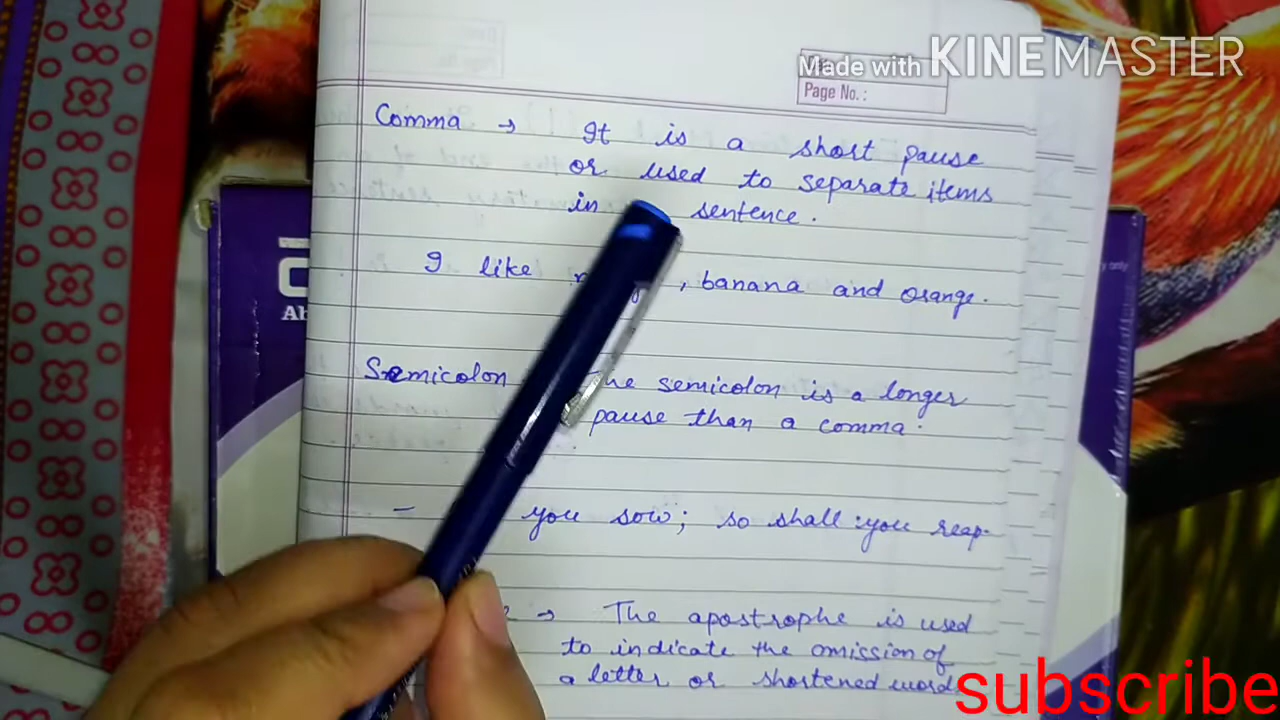 Made with KINEMASTER
Page No.:
Comma → It is a short pause
or used to separate items
in sentence.
I like , banana and orange.
Semicolon The semicolon is a longer
pause than a comma.
- you sow; so shall you reap.
→ The apostrophe is used
to indicate the omission of
a letter or shortened word
subscribe